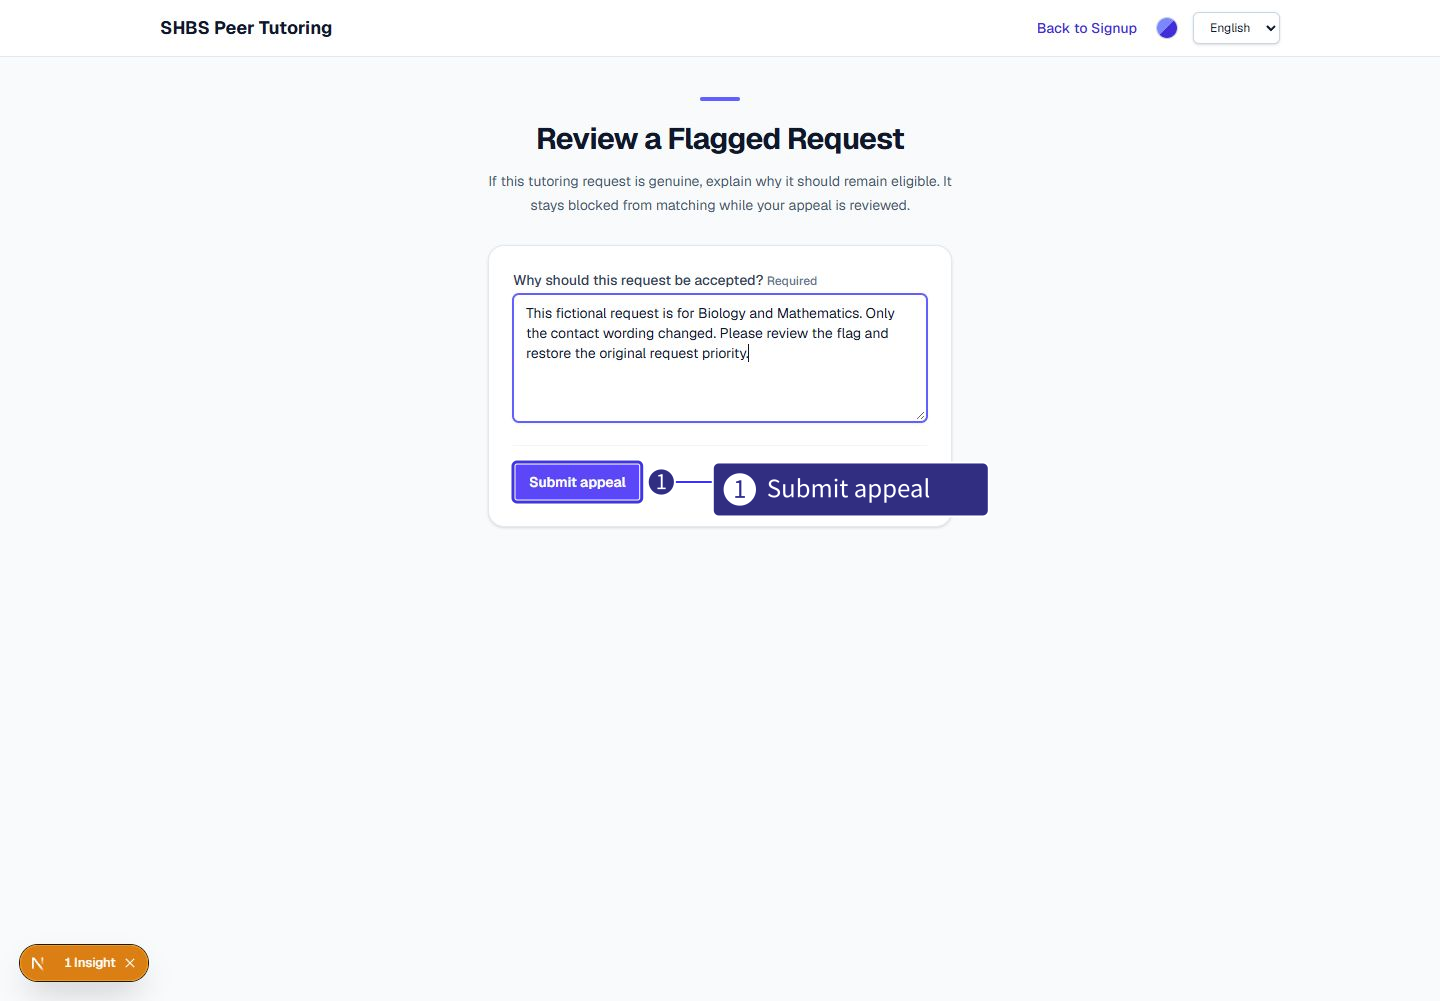 SHBS Peer Tutoring
Back to Signup
English
Review a Flagged Request
If this tutoring request is genuine, explain why it should remain eligible. It
stays blocked from matching while your appeal is reviewed.
Why should this request be accepted? Required
This fictional request is for Biology and Mathematics. Only
the contact wording changed. Please review the flag and
restore the original request priority.
Submit appeal
1
1 Submit appeal
N 1 Insight